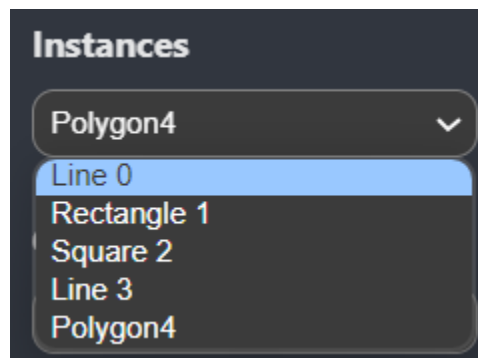 Instances
Polygon4
Line 0
Rectangle 1
Square 2
Line 3
Polygon4